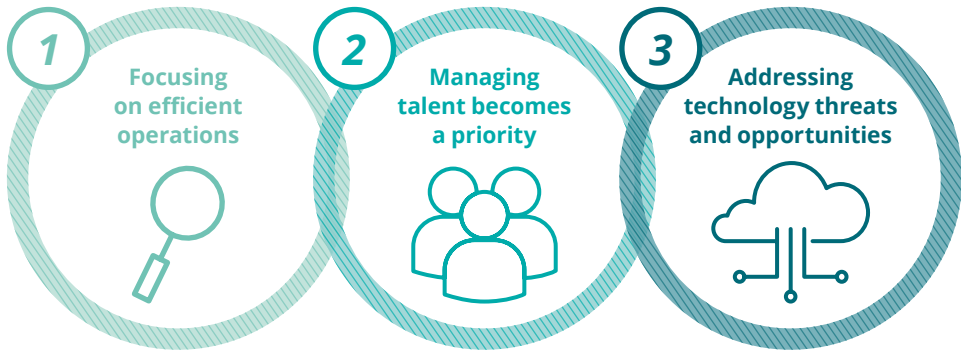 1
Focusing
on efficient
operations
2
Managing
talent becomes
a priority
3
Addressing
technology threats
and opportunities